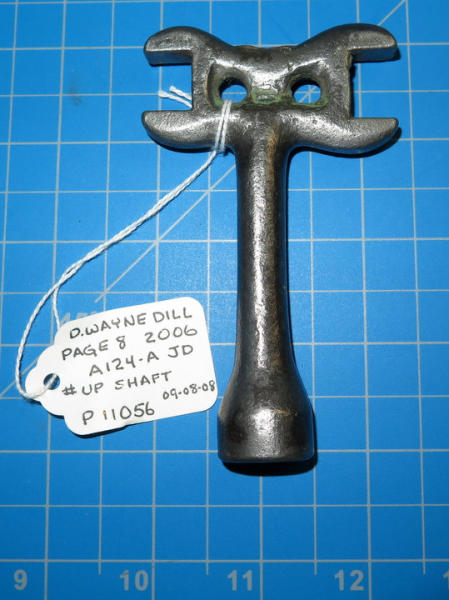 D. WAYNE DILL
PAGE 8 2006
A124-A JD
# UP SHAFT
09-08-08
P 11056
9 10 11 12